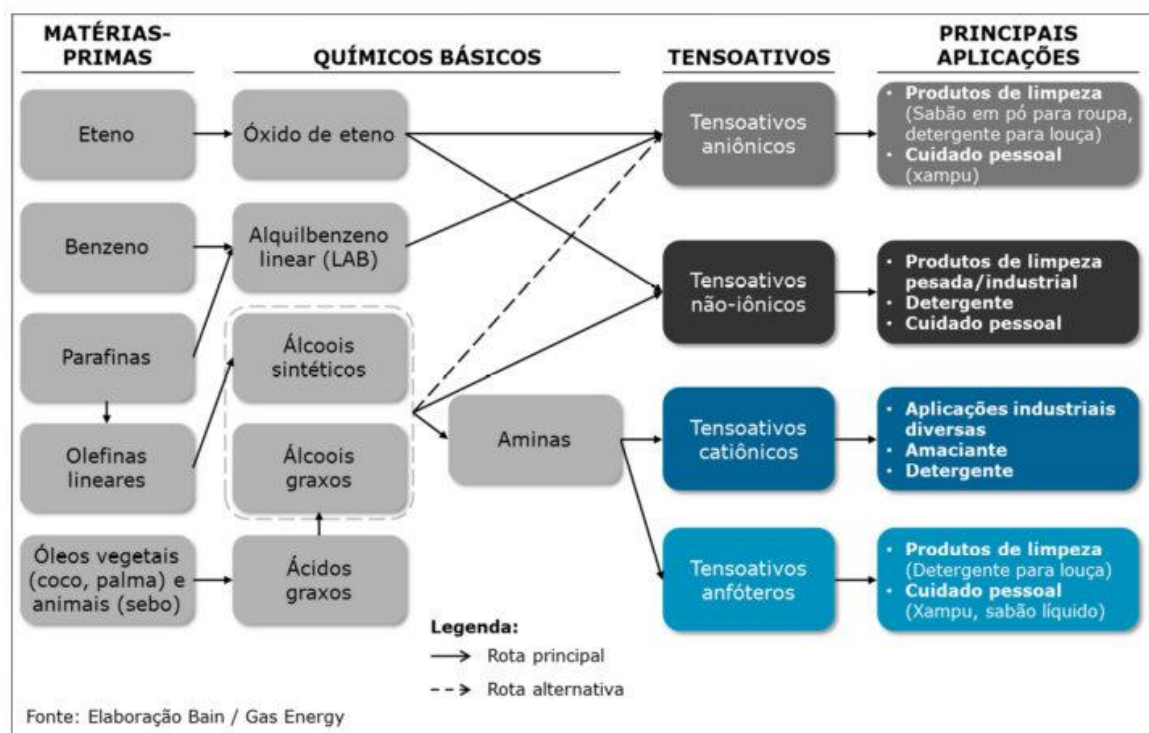 MATÉRIAS-
PRIMAS
QUÍMICOS BÁSICOS
TENSOATIVOS
PRINCIPAIS
APLICAÇÕES
Eteno
Óxido de eteno
Tensoativos
aniônicos
• Produtos de limpeza
(Sabão em pó para roupa,
detergente para louça)
• Cuidado pessoal
(xampu)
Benzeno
Alquilbenzeno
linear (LAB)
Tensoativos
não-iônicos
• Produtos de limpeza
pesada/industrial
• Detergente
• Cuidado pessoal
Parafinas
Álcoois
sintéticos
Olefinas
lineares
Álcoois
graxos
Aminas
Tensoativos
catiônicos
• Aplicações industriais
diversas
• Amaciante
• Detergente
Óleos vegetais
(coco, palma) e
animais (sebo)
Ácidos
graxos
Tensoativos
anfóteros
• Produtos de limpeza
(Detergente para louça)
• Cuidado pessoal
(Xampu, sabão líquido)
Legenda:
Rota principal
Rota alternativa
Fonte: Elaboração Bain / Gas Energy